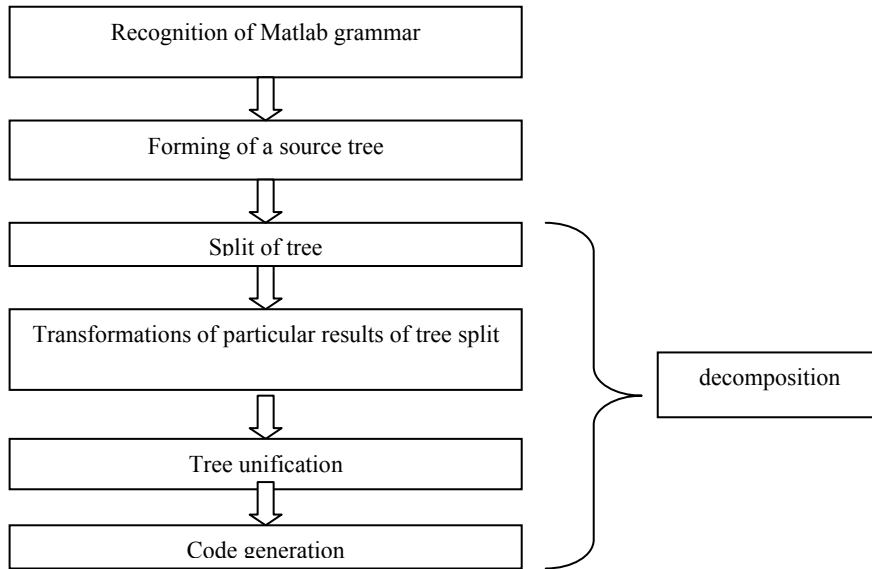 Recognition of Matlab grammar
Forming of a source tree
Split of tree
Transformations of particular results of tree split
decomposition
Tree unification
Code generation